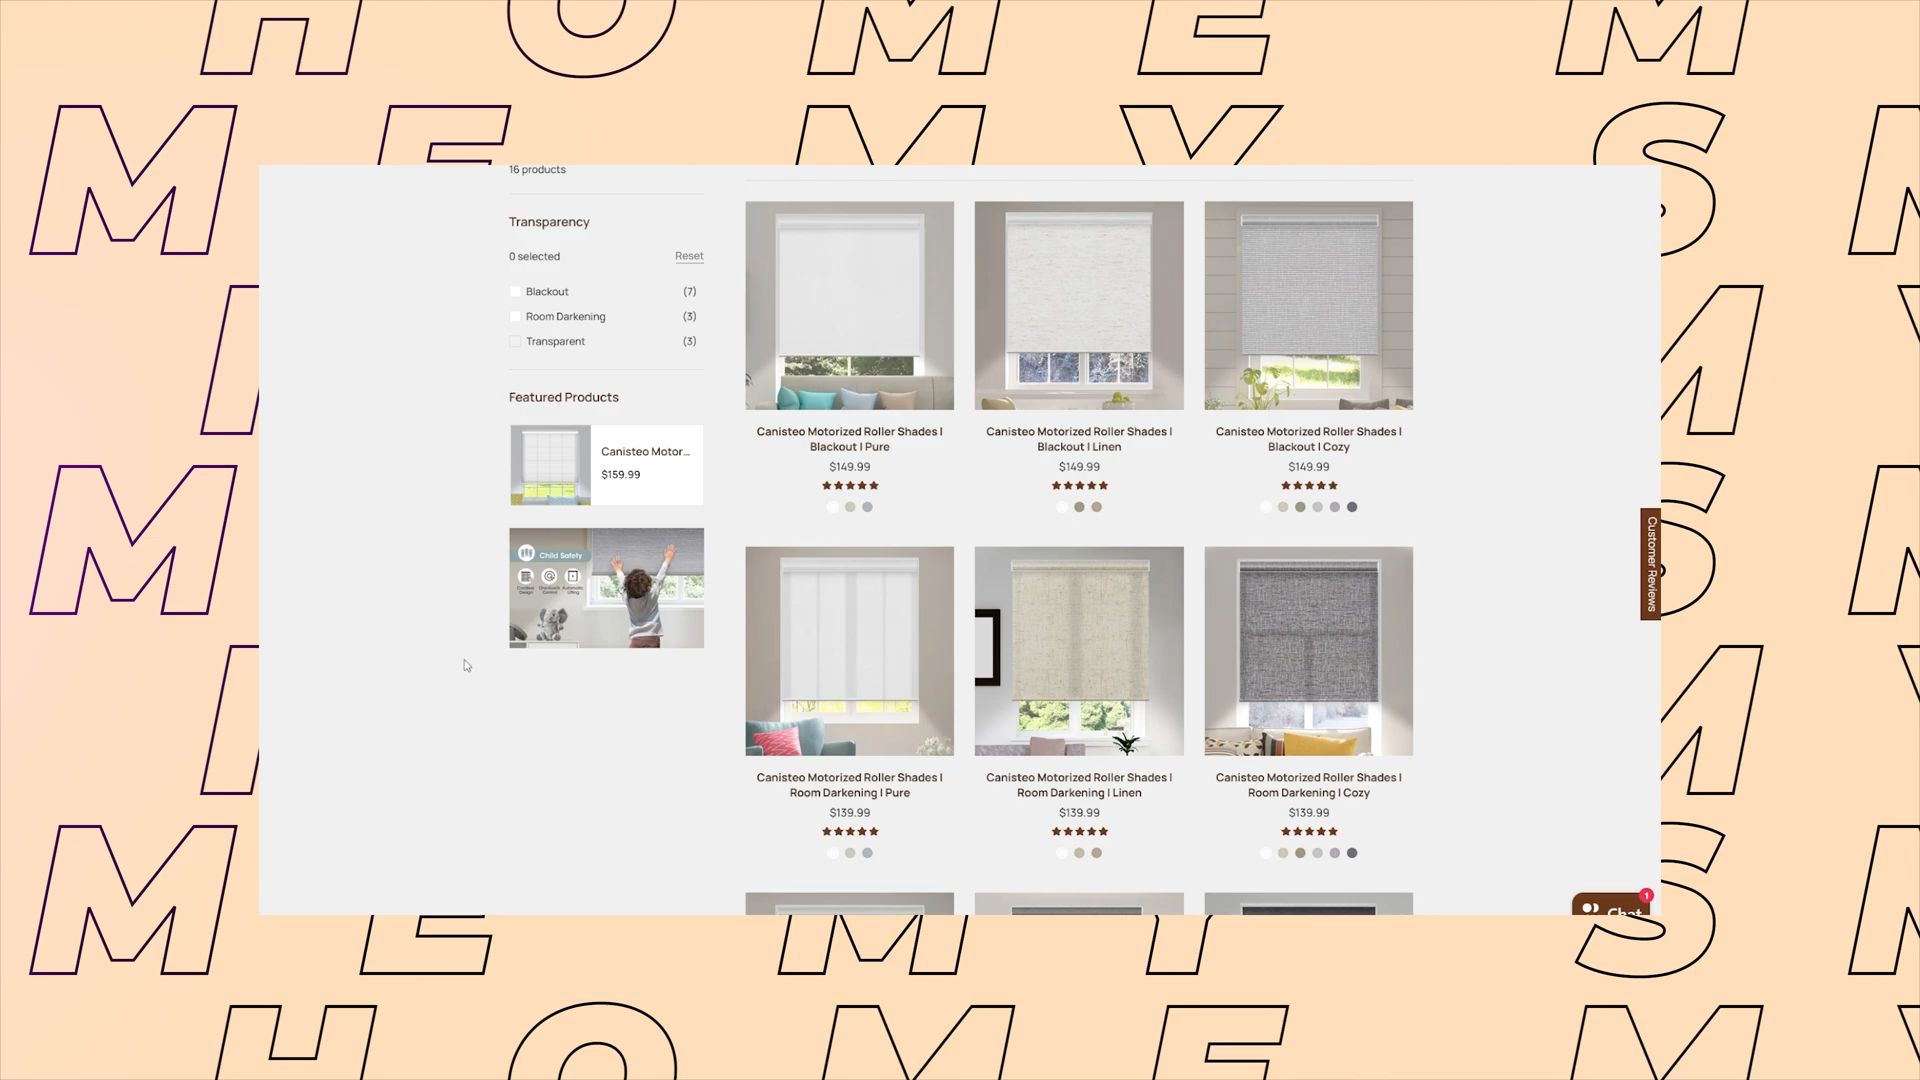 H O M E M
M E M Y S
16 products
Transparency
0 selected Reset
Blackout (7)
Room Darkening (3)
Transparent (3)
Featured Products
Canisteo Motor...
$159.99
Child Safety
Canisteo Motorized Roller Shades |
Blackout | Pure
$149.99
Canisteo Motorized Roller Shades |
Blackout | Linen
$149.99
Canisteo Motorized Roller Shades |
Blackout | Cozy
$149.99
Canisteo Motorized Roller Shades |
Room Darkening | Pure
$139.99
Canisteo Motorized Roller Shades |
Room Darkening | Linen
$139.99
Canisteo Motorized Roller Shades |
Room Darkening | Cozy
$139.99
Customer Reviews
1
Chat
M E M Y S
H O M E M